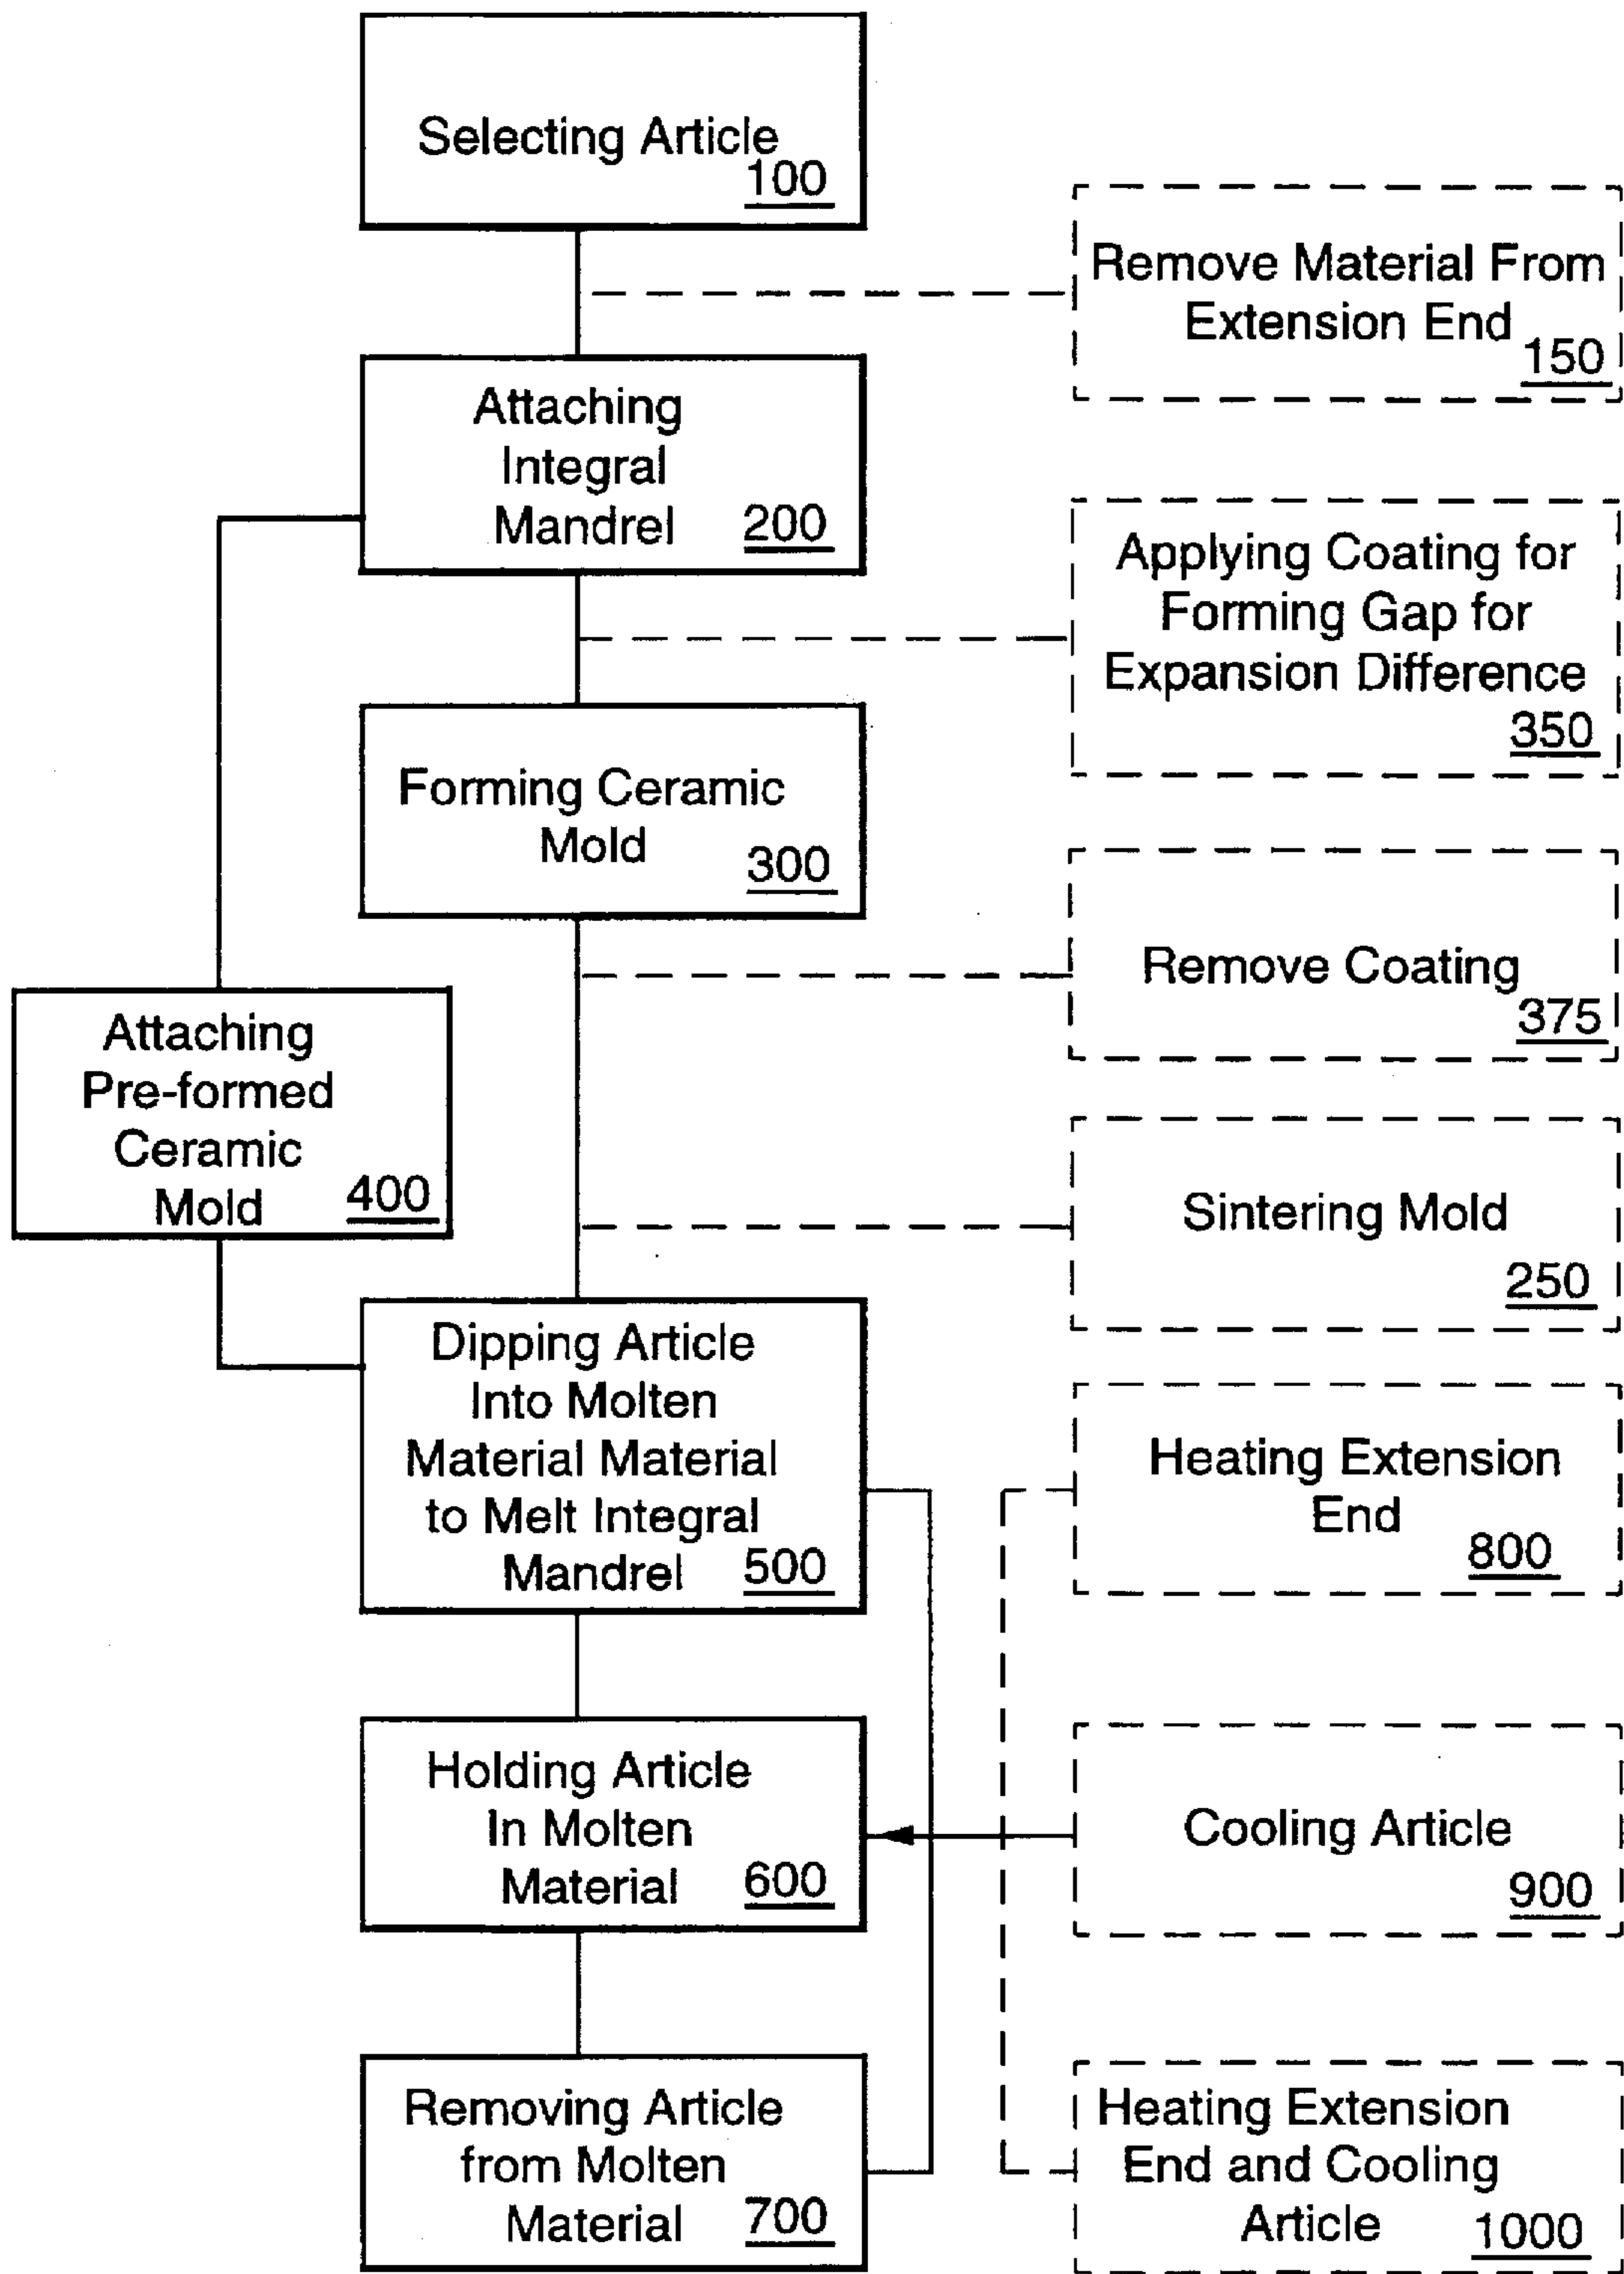 Selecting Article
100
Remove Material From
Extension End
150
Attaching
Integral
Mandrel 200
Applying Coating for
Forming Gap for
Expansion Difference
350
Forming Ceramic
Mold 300
Remove Coating
375
Attaching
Pre-formed
Ceramic
Mold 400
Sintering Mold
250
Dipping Article
Into Molten
Material Material
to Melt Integral
Mandrel 500
Heating Extension
End 800
Holding Article
In Molten
Material 600
Cooling Article
900
Removing Article
from Molten
Material 700
Heating Extension
End and Cooling
Article 1000